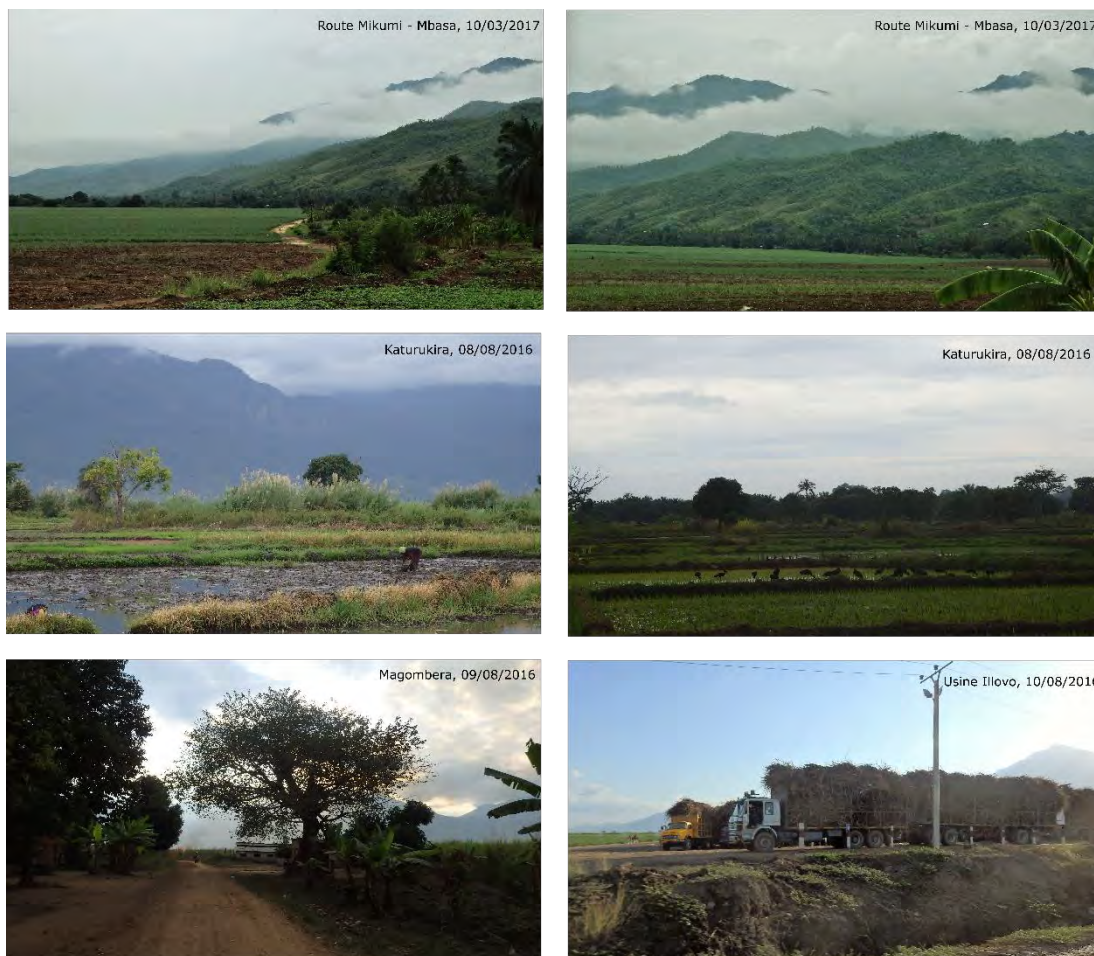 Route Mikumi - Mbasa, 10/03/2017
Route Mikumi - Mbasa, 10/03/2017
Katurukira, 08/08/2016
Katurukira, 08/08/2016
Magombera, 09/08/2016
Usine Illovo, 10/08/2016